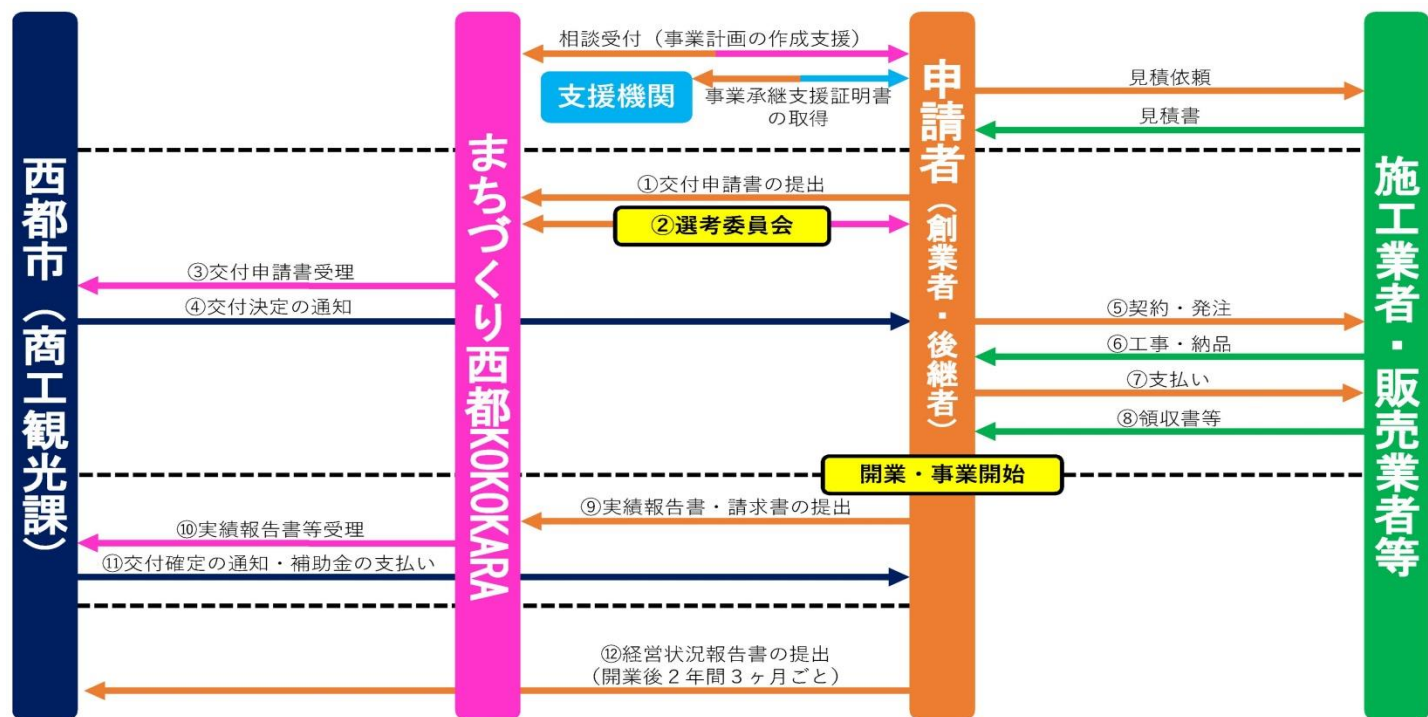 西都市（商工観光課）
まちづくり西都KOKOKARA
申請者（創業者・後継者）
施工業者・販売業者等
相談受付（事業計画の作成支援）
支援機関
事業承継支援証明書
の取得
見積依頼
見積書
①交付申請書の提出
②選考委員会
③交付申請書受理
④交付決定の通知
⑤契約・発注
⑥工事・納品
⑦支払い
⑧領収書等
開業・事業開始
⑨実績報告書・請求書の提出
⑩実績報告書等受理
⑪交付確定の通知・補助金の支払い
⑫経営状況報告書の提出
（開業後２年間３ヶ月ごと）